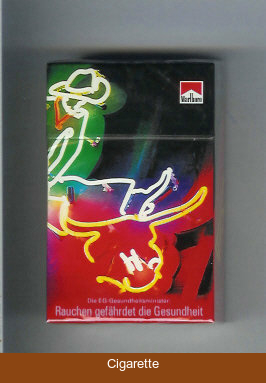 Marlboro
Die EG-Gesundheitsminister:
Rauchen gefährdet die Gesundheit
Cigarette